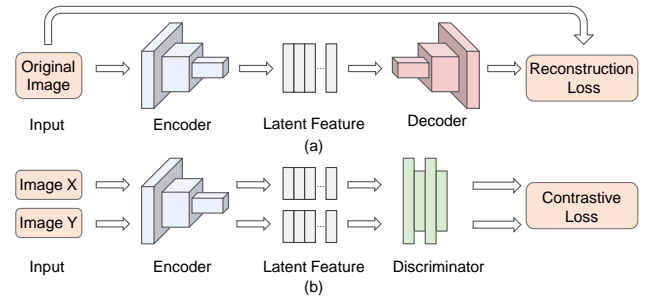 Original
Image
Reconstruction
Loss
Input
Encoder
Latent Feature
Decoder
(a)
Image X
Image Y
Contrastive
Loss
Input
Encoder
Latent Feature
Discriminator
(b)